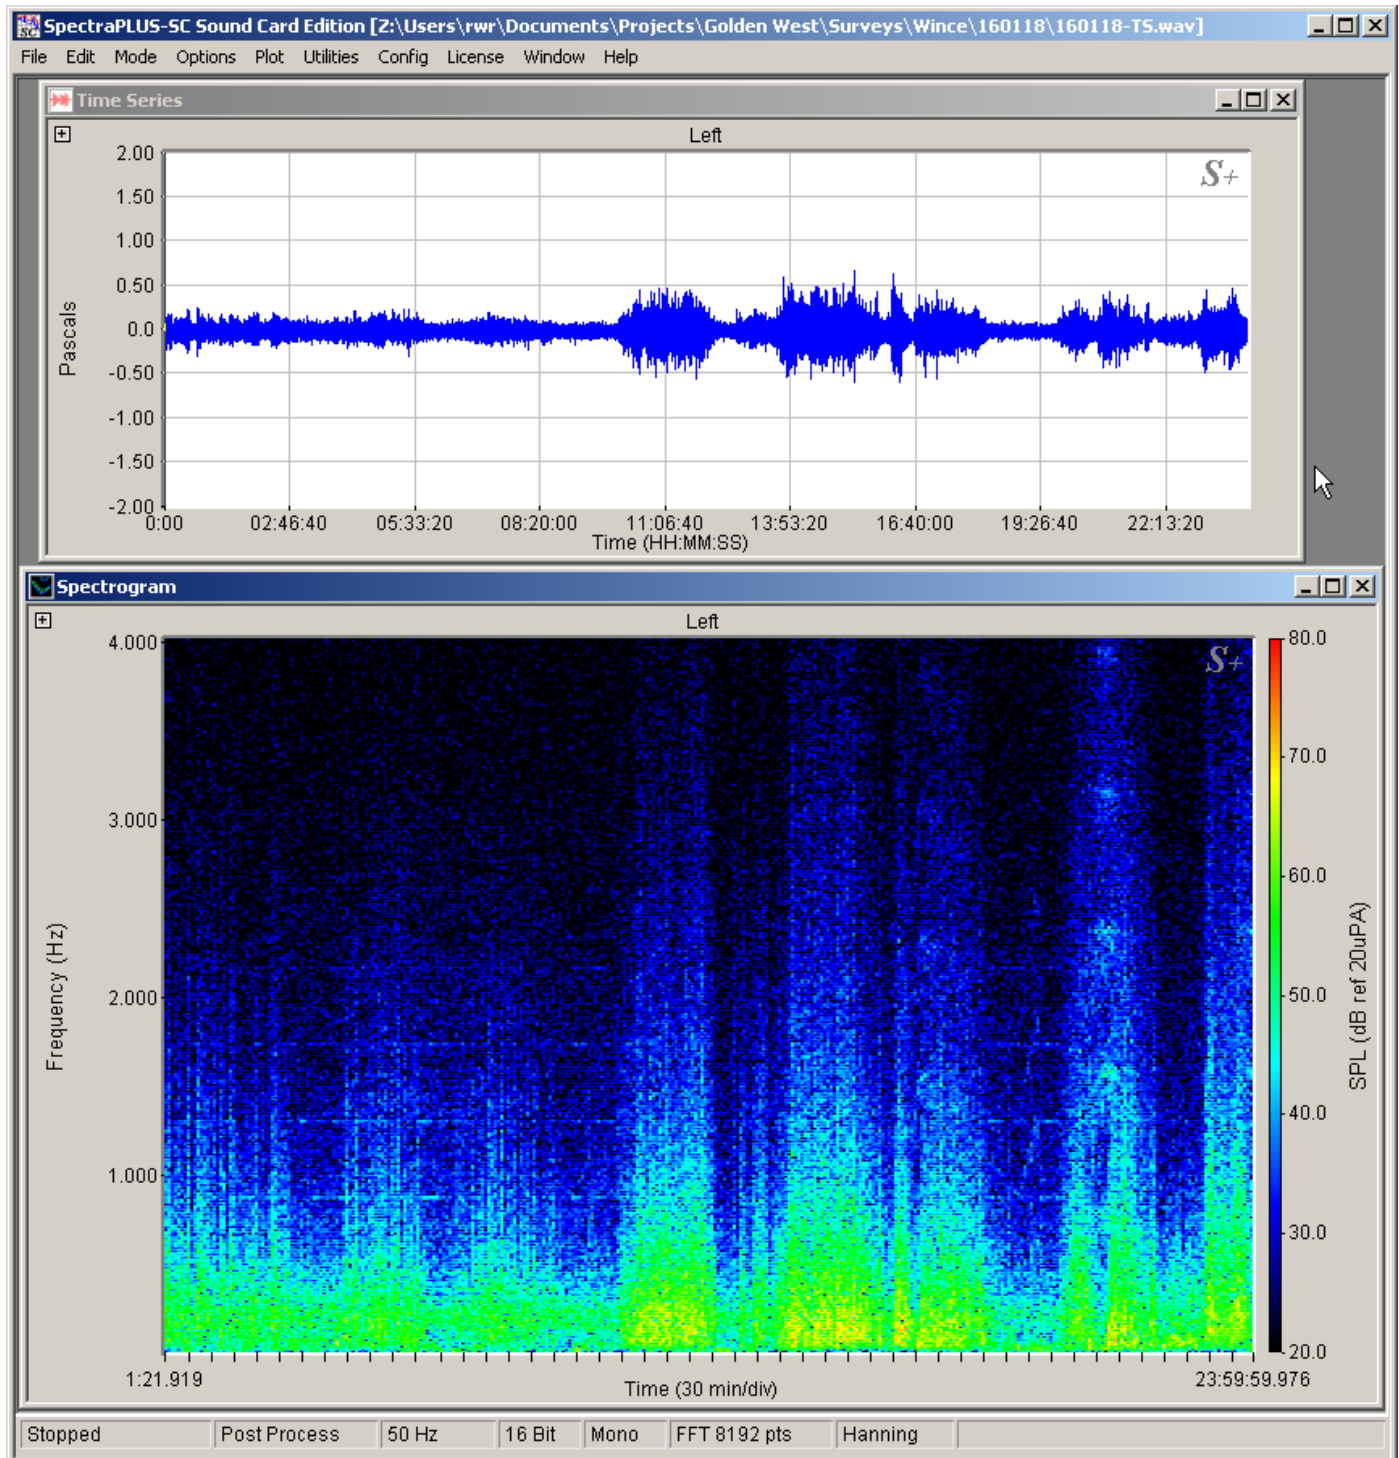 SpectraPLUS-SC Sound Card Edition [Z:\Users\rwr\Documents\Projects\Golden West\Surveys\Wince\160118\160118-TS.wav]
File Edit Mode Options Plot Utilities Config License Window Help
Time Series
Left
S+
2.00
1.50
1.00
0.50
0.0
-0.50
-1.00
-1.50
-2.00
Pascals
0:00 02:46:40 05:33:20 08:20:00 11:06:40 13:53:20 16:40:00 19:26:40 22:13:20
Time (HH:MM:SS)
Spectrogram
Left
S+
4.000
3.000
2.000
1.000
Frequency (Hz)
80.0
70.0
60.0
50.0
40.0
30.0
20.0
SPL (dB ref 20uPA)
1:21.919 23:59:59.976
Time (30 min/div)
Stopped Post Process 50 Hz 16 Bit Mono FFT 8192 pts Hanning